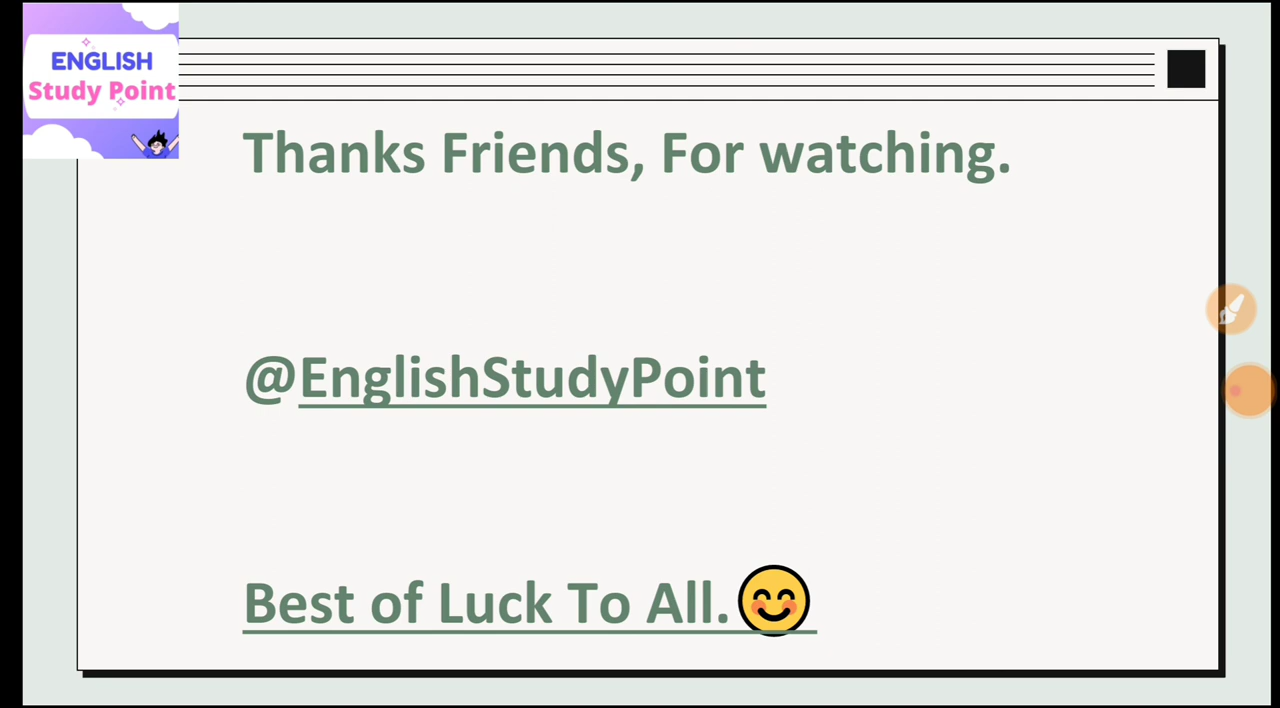 ENGLISH
Study Point
Thanks Friends, For watching.
@EnglishStudyPoint
Best of Luck To All.😊